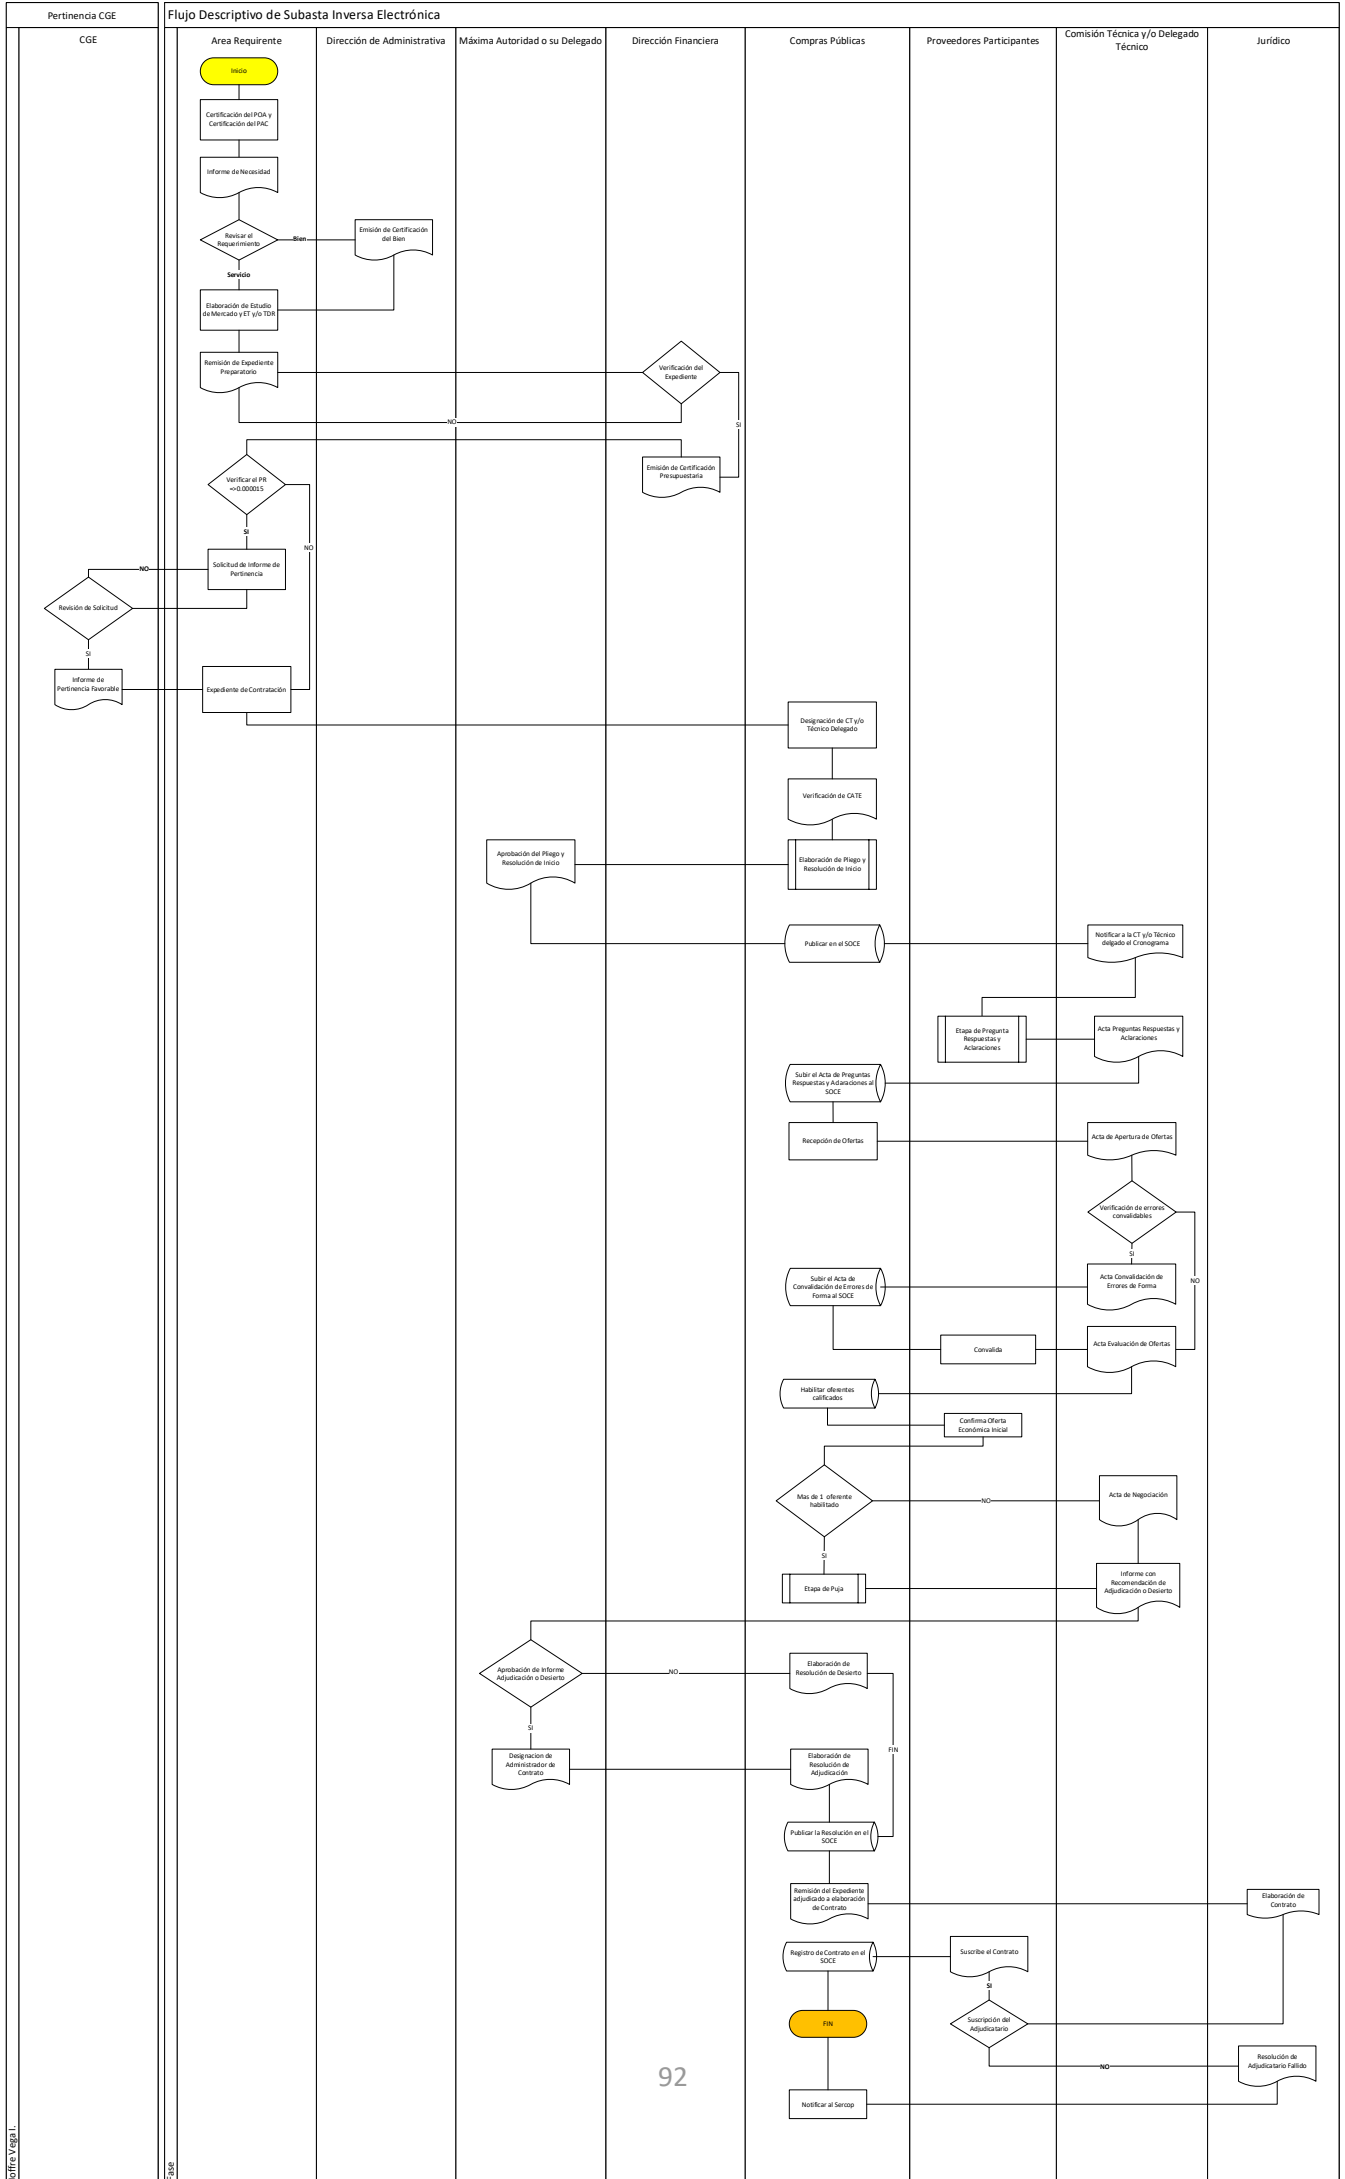 Pertinencia CGE
Flujo Descriptivo de Subasta Inversa Electrónica
CGE
Area Requirente
Dirección de Administrativa
Máxima Autoridad o su Delegado
Dirección Financiera
Compras Públicas
Proveedores Participantes
Comisión Técnica y/o Delegado
Técnico
Jurídico
Inicio
Certificación del POA y
Certificación del PAC
Informe de Necesidad
Revisar el
Requerimiento
Bien
Emisión de Certificación
del Bien
Servicio
Elaboración de Estudio
de Mercado y ET y/o TDR
Remisión de Expediente
Preparatorio
Verificación del
Expediente
NO
SI
Emisión de Certificación
Presupuestaria
Verificar el PR
=>0.000015
SI
NO
Solicitud de Informe de
Pertinencia
NO
Revisión de Solicitud
SI
Informe de
Pertinencia Favorable
Expediente de Contratación
Designación de CT y/o
Técnico Delegado
Verificación de CATE
Aprobación del Pliego y
Resolución de Inicio
Elaboración de Pliego y
Resolución de Inicio
Publicar en el SOCE
Notificar a la CT y/o Técnico
delgado el Cronograma
Etapa de Pregunta
Respuestas y
Aclaraciones
Acta Preguntas Respuestas y
Aclaraciones
Subir el Acta de Preguntas
Respuestas y Aclaraciones al
SOCE
Recepción de Ofertas
Acta de Apertura de Ofertas
Verificación de errores
convalidables
SI
NO
Subir el Acta de
Convalidación de Errores de
Forma al SOCE
Acta Convalidación de
Errores de Forma
Convalida
Acta Evaluación de Ofertas
Habilitar oferentes
calificados
Confirma Oferta
Económica Inicial
Mas de 1 oferente
habilitado
NO
Acta de Negociación
SI
Etapa de Puja
Informe con
Recomendación de
Adjudicación o Desierto
Aprobación de Informe
Adjudicación o Desierto
NO
Elaboración de
Resolución de Desierto
SI
FIN
Designacion de
Administrador de
Contrato
Elaboración de
Resolución de
Adjudicación
Publicar la Resolución en el
SOCE
Remisión del Expediente
adjudicado a elaboración
de Contrato
Elaboración de
Contrato
Registro de Contrato en el
SOCE
Suscribe el Contrato
SI
FIN
Suscripción del
Adjudicatario
NO
Resolución de
Adjudicatario Fallido
Notificar al Sercop
92
Joffre Vega I.
Fase